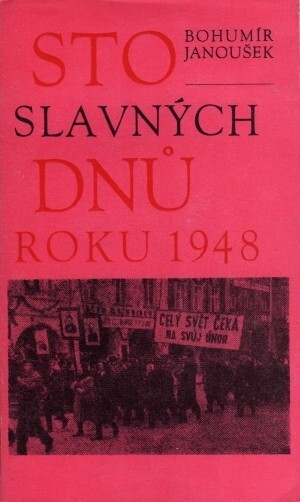 STO
BOHUMÍR
JANOUŠEK
SLAVNÝCH
DNŮ
ROKU 1948
CELÝ SVĚT ČEKÁ
NA SVŮJ ÚNOR